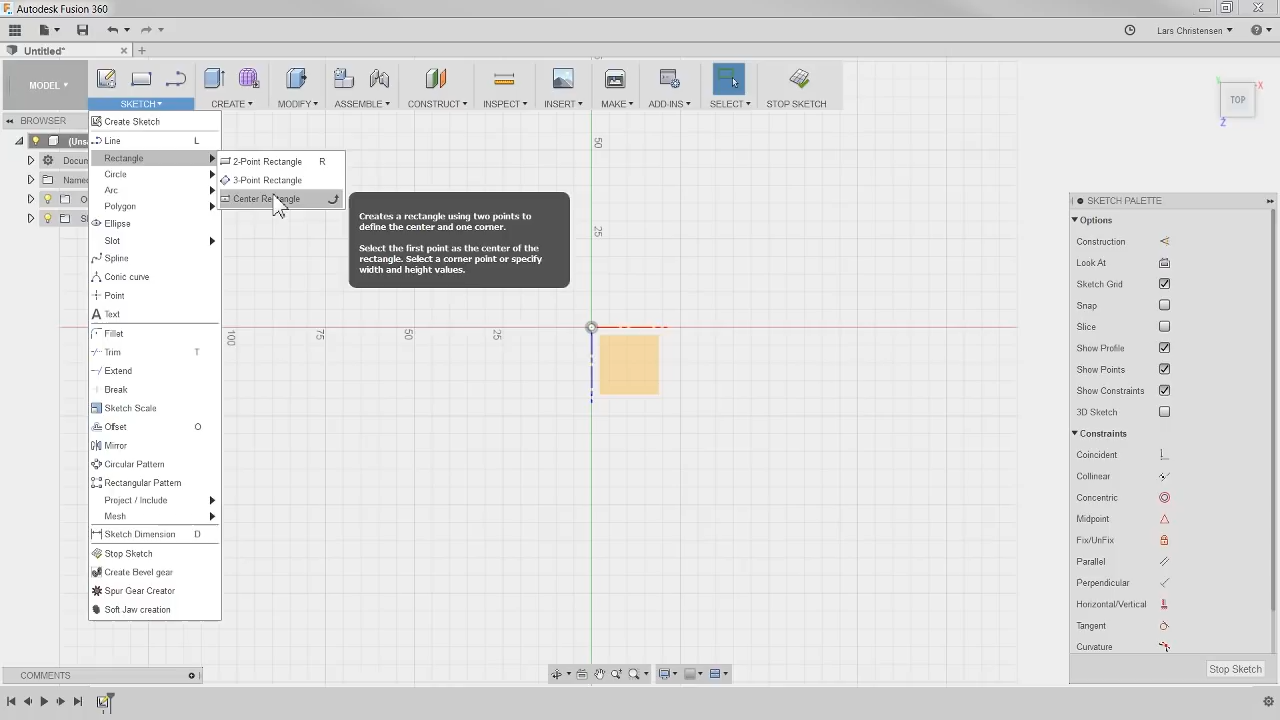 Autodesk Fusion 360
Lars Christensen
Untitled*
MODEL
SKETCH
CREATE
MODIFY
ASSEMBLE
CONSTRUCT
INSPECT
INSERT
MAKE
ADD-INS
SELECT
STOP SKETCH
BROWSER
(Uns
Docum
Named
O
Sk
Create Sketch
Line L
Rectangle
Circle
Arc
Polygon
Ellipse
Slot
Spline
Conic curve
Point
Text
Fillet
Trim T
Extend
Break
Sketch Scale
Offset O
Mirror
Circular Pattern
Rectangular Pattern
Project / Include
Mesh
Sketch Dimension D
Stop Sketch
Create Bevel gear
Spur Gear Creator
Soft Jaw creation
2-Point Rectangle R
3-Point Rectangle
Center Rectangle
Creates a rectangle using two points to
define the center and one corner.
Select the first point as the center of the
rectangle. Select a corner point or specify
width and height values.
50
25
100
75
50
25
TOP
X
Z
SKETCH PALETTE
Options
Construction
Look At
Sketch Grid
Snap
Slice
Show Profile
Show Points
Show Constraints
3D Sketch
Constraints
Coincident
Collinear
Concentric
Midpoint
Fix/UnFix
Parallel
Perpendicular
Horizontal/Vertical
Tangent
Curvature
Stop Sketch
COMMENTS